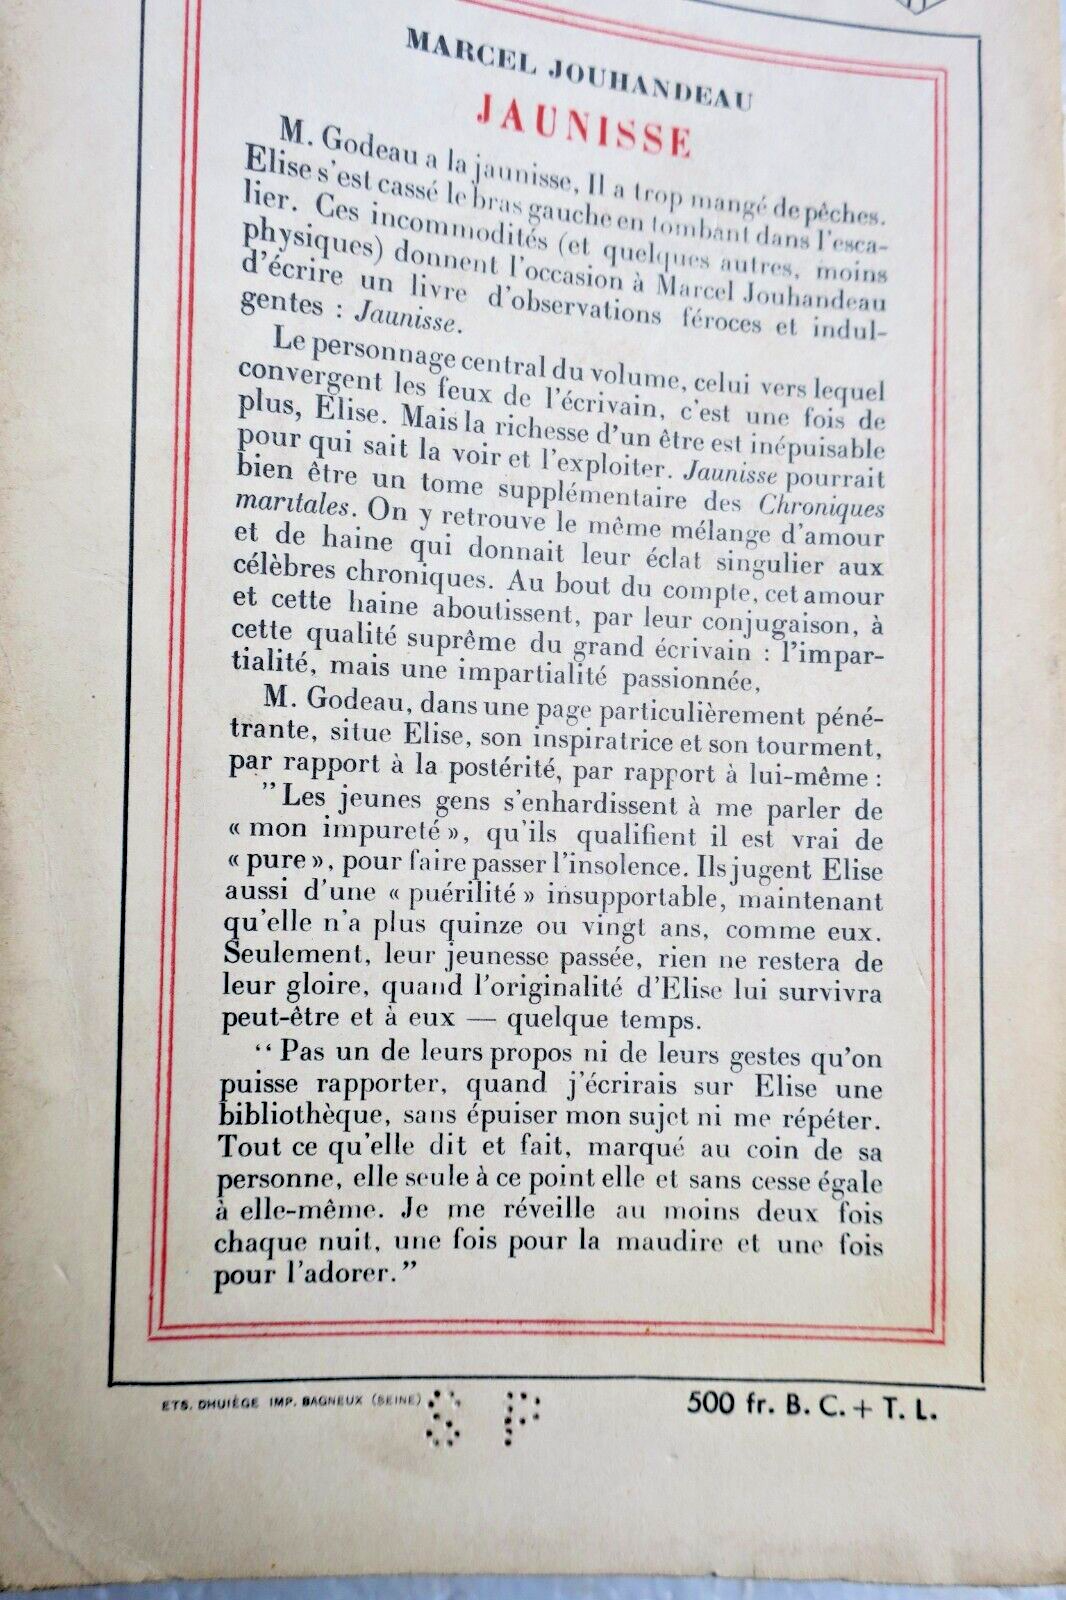 MARCEL JOUHANDEAU
JAUNISSE
M. Godeau a la jaunisse, Il a trop mangé de pêches.
Elise s'est cassé le bras gauche en tombant dans l'esca-
lier. Ces incommodités (et quelques autres, moins
physiques) donnent l'occasion à Marcel Jouhandeau
d'écrire un livre d'observations féroces et indul-
gentes : Jaunisse.
Le personnage central du volume, celui vers lequel
convergent les feux de l'écrivain, c'est une fois de
plus, Elise. Mais la richesse d'un être est inépuisable
pour qui sait la voir et l'exploiter. Jaunisse pourrait
bien être un tome supplémentaire des Chroniques
maritales. On y retrouve le même mélange d'amour
et de haine qui donnait leur éclat singulier aux
célèbres chroniques. Au bout du compte, cet amour
et cette haine aboutissent, par leur conjugaison, à
cette qualité suprême du grand écrivain : l'impar-
tialité, mais une impartialité passionnée,
M. Godeau, dans une page particulièrement péné-
trante, situe Elise, son inspiratrice et son tourment,
par rapport à la postérité, par rapport à lui-même :
"Les jeunes gens s'enhardissent à me parler de
« mon impureté », qu'ils qualifient il est vrai de
« pure », pour faire passer l'insolence. Ils jugent Elise
aussi d'une « puérilité » insupportable, maintenant
qu'elle n'a plus quinze ou vingt ans, comme eux.
Seulement, leur jeunesse passée, rien ne restera de
leur gloire, quand l'originalité d'Elise lui survivra
peut-être et à eux — quelque temps.
“Pas un de leurs propos ni de leurs gestes qu'on
puisse rapporter, quand j'écrirais sur Elise une
bibliothèque, sans épuiser mon sujet ni me répéter.
Tout ce qu'elle dit et fait, marqué au coin de sa
personne, elle seule à ce point elle et sans cesse égale
à elle-même. Je me réveille au moins deux fois
chaque nuit, une fois pour la maudire et une fois
pour l'adorer.”
ETS. DHUIÈGE IMP. BAGNEUX (SEINE) S P 500 fr. B. C. + T. L.